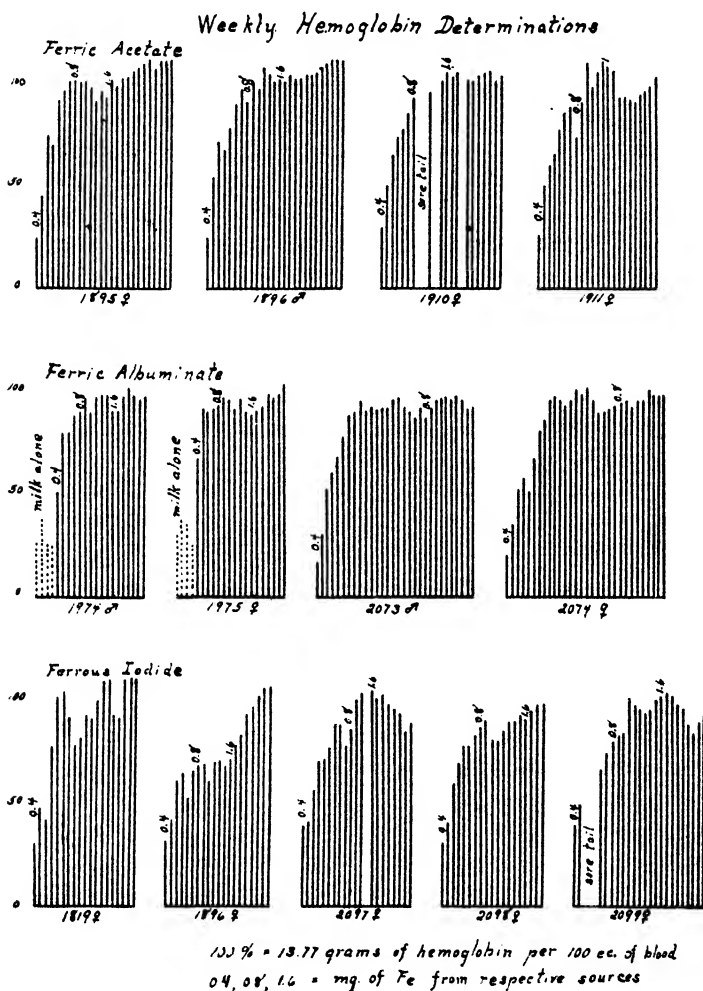 Weekly Hemoglobin Determinations
Ferric Acetate
100
50
0
0.4 0.8 1.6
1895♀
0.4 0.8 1.6
1896♂
0.4 0.8 sore tail 1.6
1910♀
0.4 0.8
1911♀
Ferric Albuminate
100
50
0
milk alone 0.4 0.8 1.6
1974♂
milk alone 0.4 0.8 1.6
1975♀
0.4 0.8
2073♂
0.4 0.8
2074♀
Ferrous Iodide
100
50
0
0.4
1819♀
0.4 0.8 1.6
1896♀
0.4 0.8 1.6
2097♀
0.4 0.8 1.6
2098♀
0.4 sore tail 0.8 1.6
2099♀
100% = 13.77 grams of hemoglobin per 100 cc. of blood
0.4, 0.8, 1.6 = mg. of Fe from respective sources